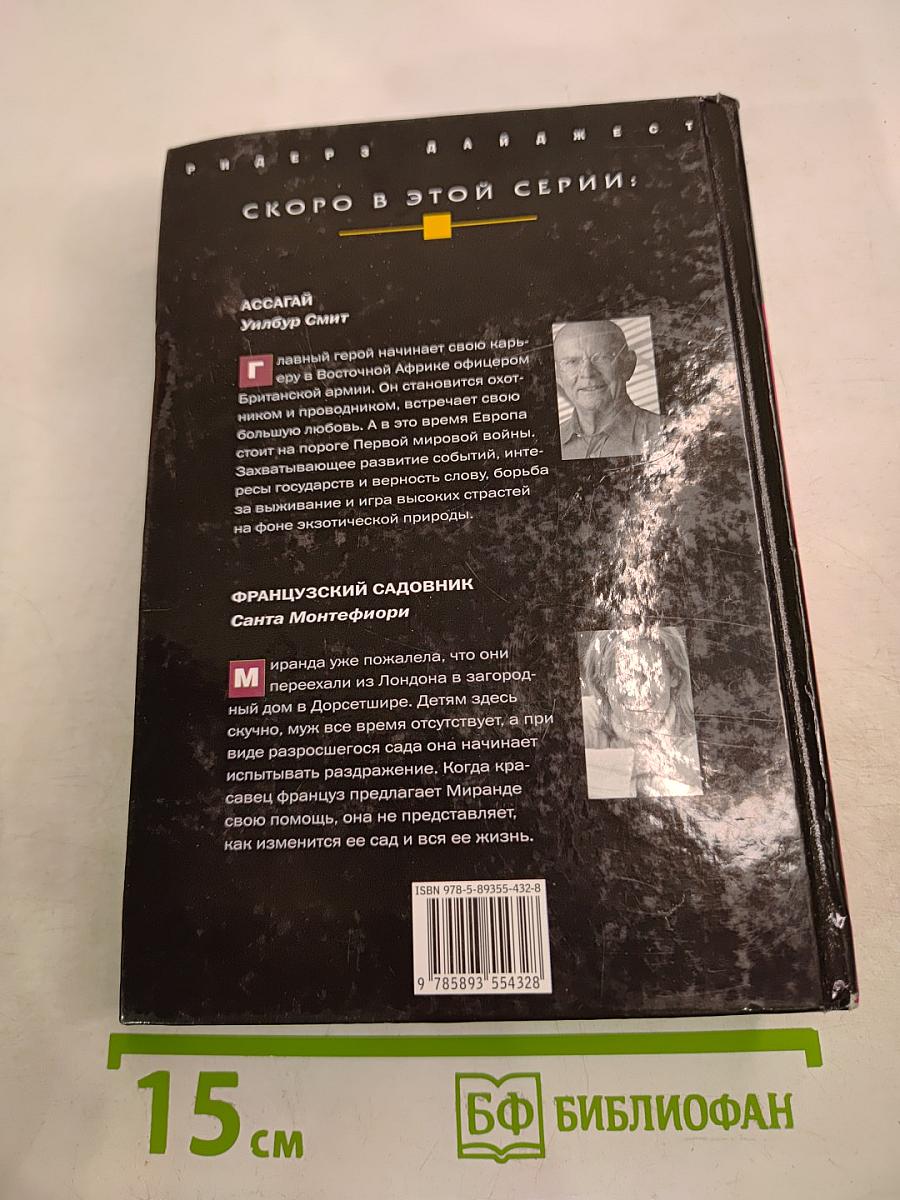 РИДЕРЗ ДАЙДЖЕСТ
СКОРО В ЭТОЙ СЕРИИ:
АССАГАЙ
Уилбур Смит
Главный герой начинает свою карь-
еру в Восточной Африке офицером
Британской армии. Он становится охот-
ником и проводником, встречает свою
большую любовь. А в это время Европа
стоит на пороге Первой мировой войны.
Захватывающее развитие событий, инте-
ресы государств и верность слову, борьба
за выживание и игра высоких страстей
на фоне экзотической природы.
ФРАНЦУЗСКИЙ САДОВНИК
Санта Монтефиори
Миранда уже пожалела, что они
переехали из Лондона в загород-
ный дом в Дорсетшире. Детям здесь
скучно, муж все время отсутствует, а при
виде разросшегося сада она начинает
испытывать раздражение. Когда кра-
савец француз предлагает Миранде
свою помощь, она не представляет,
как изменится ее сад и вся ее жизнь.
ISBN 978-5-89355-432-8
9 785893 554328
15 см
БФ БИБЛИОФАН